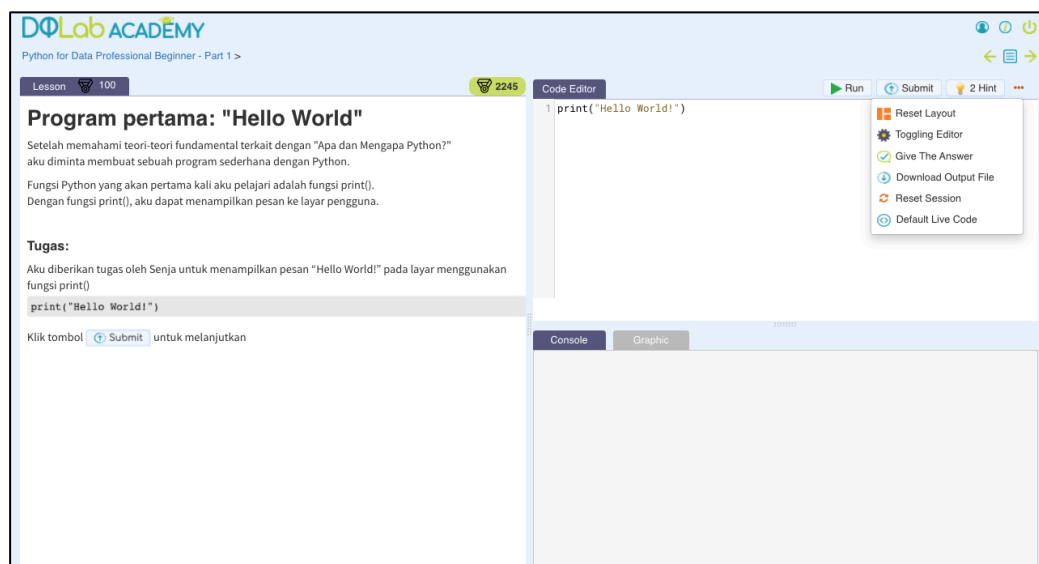 DQLab ACADEMY
Python for Data Professional Beginner - Part 1 >
Lesson 100
2245
Program pertama: "Hello World"
Setelah memahami teori-teori fundamental terkait dengan "Apa dan Mengapa Python?"
aku diminta membuat sebuah program sederhana dengan Python.
Fungsi Python yang akan pertama kali aku pelajari adalah fungsi print().
Dengan fungsi print(), aku dapat menampilkan pesan ke layar pengguna.
Tugas:
Aku diberikan tugas oleh Senja untuk menampilkan pesan “Hello World!” pada layar menggunakan
fungsi print()
print("Hello World!")
Klik tombol Submit untuk melanjutkan
Code Editor
Run Submit 2 Hint
1 print("Hello World!")
Reset Layout
Toggling Editor
Give The Answer
Download Output File
Reset Session
Default Live Code
Console Graphic